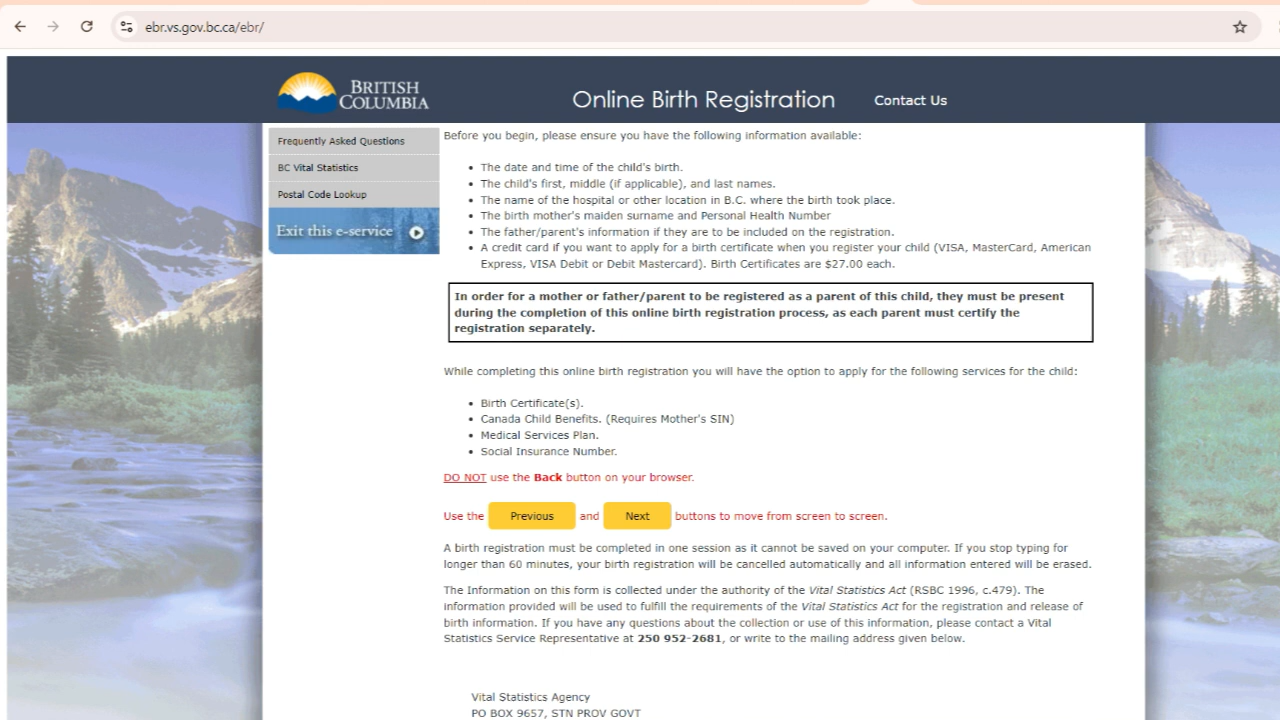 ebr.vs.gov.bc.ca/ebr/
BRITISH
COLUMBIA
Online Birth Registration
Contact Us
Frequently Asked Questions
BC Vital Statistics
Postal Code Lookup
Exit this e-service
Before you begin, please ensure you have the following information available:
• The date and time of the child's birth.
• The child's first, middle (if applicable), and last names.
• The name of the hospital or other location in B.C. where the birth took place.
• The birth mother's maiden surname and Personal Health Number
• The father/parent's information if they are to be included on the registration.
• A credit card if you want to apply for a birth certificate when you register your child (VISA, MasterCard, American
Express, VISA Debit or Debit Mastercard). Birth Certificates are $27.00 each.
In order for a mother or father/parent to be registered as a parent of this child, they must be present
during the completion of this online birth registration process, as each parent must certify the
registration separately.
While completing this online birth registration you will have the option to apply for the following services for the child:
• Birth Certificate(s).
• Canada Child Benefits. (Requires Mother's SIN)
• Medical Services Plan.
• Social Insurance Number.
DO NOT use the Back button on your browser.
Use the Previous and Next buttons to move from screen to screen.
A birth registration must be completed in one session as it cannot be saved on your computer. If you stop typing for
longer than 60 minutes, your birth registration will be cancelled automatically and all information entered will be erased.
The Information on this form is collected under the authority of the Vital Statistics Act (RSBC 1996, c.479). The
information provided will be used to fulfill the requirements of the Vital Statistics Act for the registration and release of
birth information. If you have any questions about the collection or use of this information, please contact a Vital
Statistics Service Representative at 250 952-2681, or write to the mailing address given below.
Vital Statistics Agency
PO BOX 9657, STN PROV GOVT